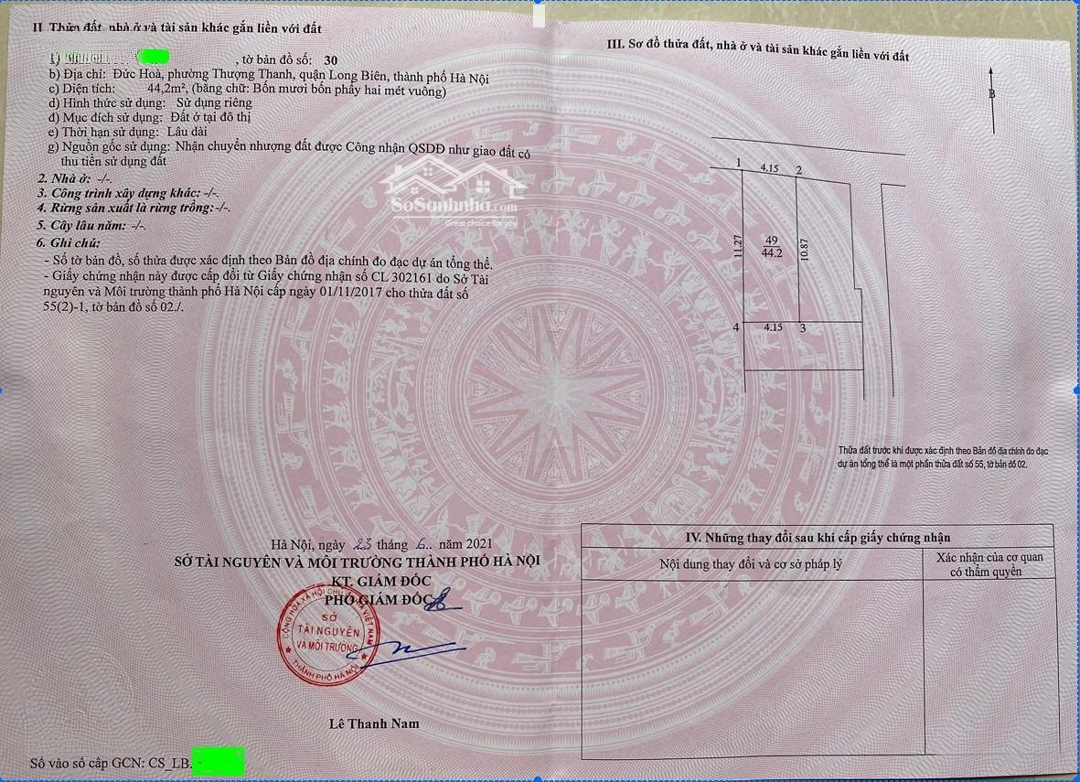 II Thửa đất, nhà ở và tài sản khác gắn liền với đất
, tờ bản đồ số: 30
b) Địa chỉ: Đức Hoà, phường Thượng Thanh, quận Long Biên, thành phố Hà Nội
c) Diện tích: 44,2m², (bằng chữ: Bốn mươi bốn phẩy hai mét vuông)
d) Hình thức sử dụng: Sử dụng riêng
đ) Mục đích sử dụng: Đất ở tại đô thị
e) Thời hạn sử dụng: Lâu dài
g) Nguồn gốc sử dụng: Nhận chuyển nhượng đất được Công nhận QSDĐ như giao đất có
thu tiền sử dụng đất
2. Nhà ở: -/-.
3. Công trình xây dựng khác: -/-.
4. Rừng sản xuất là rừng trồng:-/-.
5. Cây lâu năm: -/-.
6. Ghi chú:
- Số tờ bản đồ, số thửa được xác định theo Bản đồ địa chính đo đạc dự án tổng thể.
- Giấy chứng nhận này được cấp đổi từ Giấy chứng nhận số CL 302161 do Sở Tài
nguyên và Môi trường thành phố Hà Nội cấp ngày 01/11/2017 cho thửa đất số
55(2)-1, tờ bản đồ số 02./.
SoSanhnha.com
Great choice for you
Hà Nội, ngày 23 tháng 6.. năm 2021
SỞ TÀI NGUYÊN VÀ MÔI TRƯỜNG THÀNH PHỐ HÀ NỘI
KT. GIÁM ĐỐC
PHÓ GIÁM ĐỐC
CỘNG HÒA XÃ HỘI CHỦ NGHĨA VIỆT NAM
SỞ
TÀI NGUYÊN
VÀ MÔI TRƯỜNG
THÀNH PHỐ HÀ NỘI
Lê Thanh Nam
Số vào sổ cấp GCN: CS_LB.
III. Sơ đồ thửa đất, nhà ở và tài sản khác gắn liền với đất
B
1
4.15
2
11.27
49
44.2
10.87
4
4.15
3
Thửa đất trước khi được xác định theo Bản đồ địa chính đo đạc
dự án tổng thể là một phần thửa đất số 55, tờ bản đồ 02.
IV. Những thay đổi sau khi cấp giấy chứng nhận
Nội dung thay đổi và cơ sở pháp lý
Xác nhận của cơ quan
có thẩm quyền